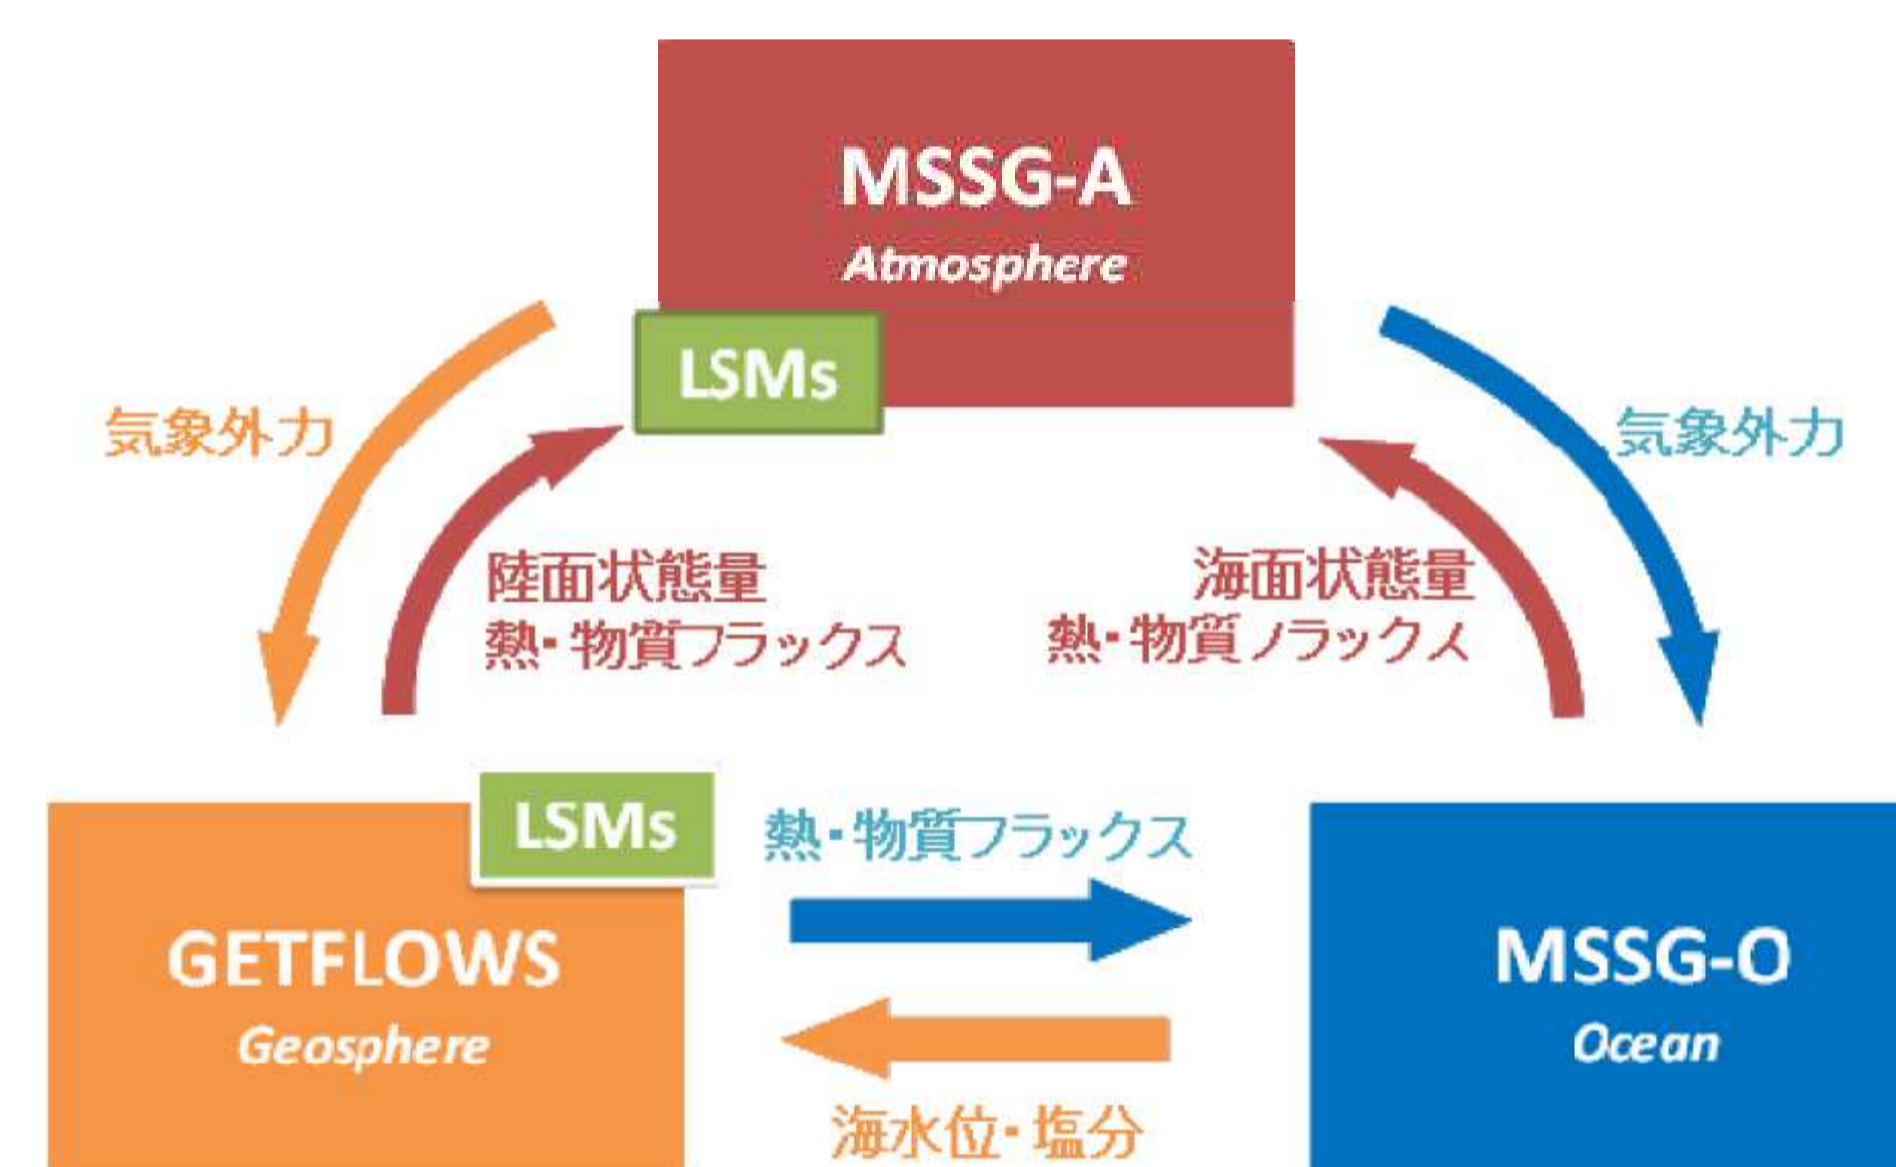 MSSG-A
Atmosphere
LSMs
気象外力
気象外力
陸面状態量
熱・物質フラックス
海面状態量
熱・物質フラックス
LSMs
熱・物質フラックス
GETFLOWS
Geosphere
MSSG-O
Ocean
海水位・塩分